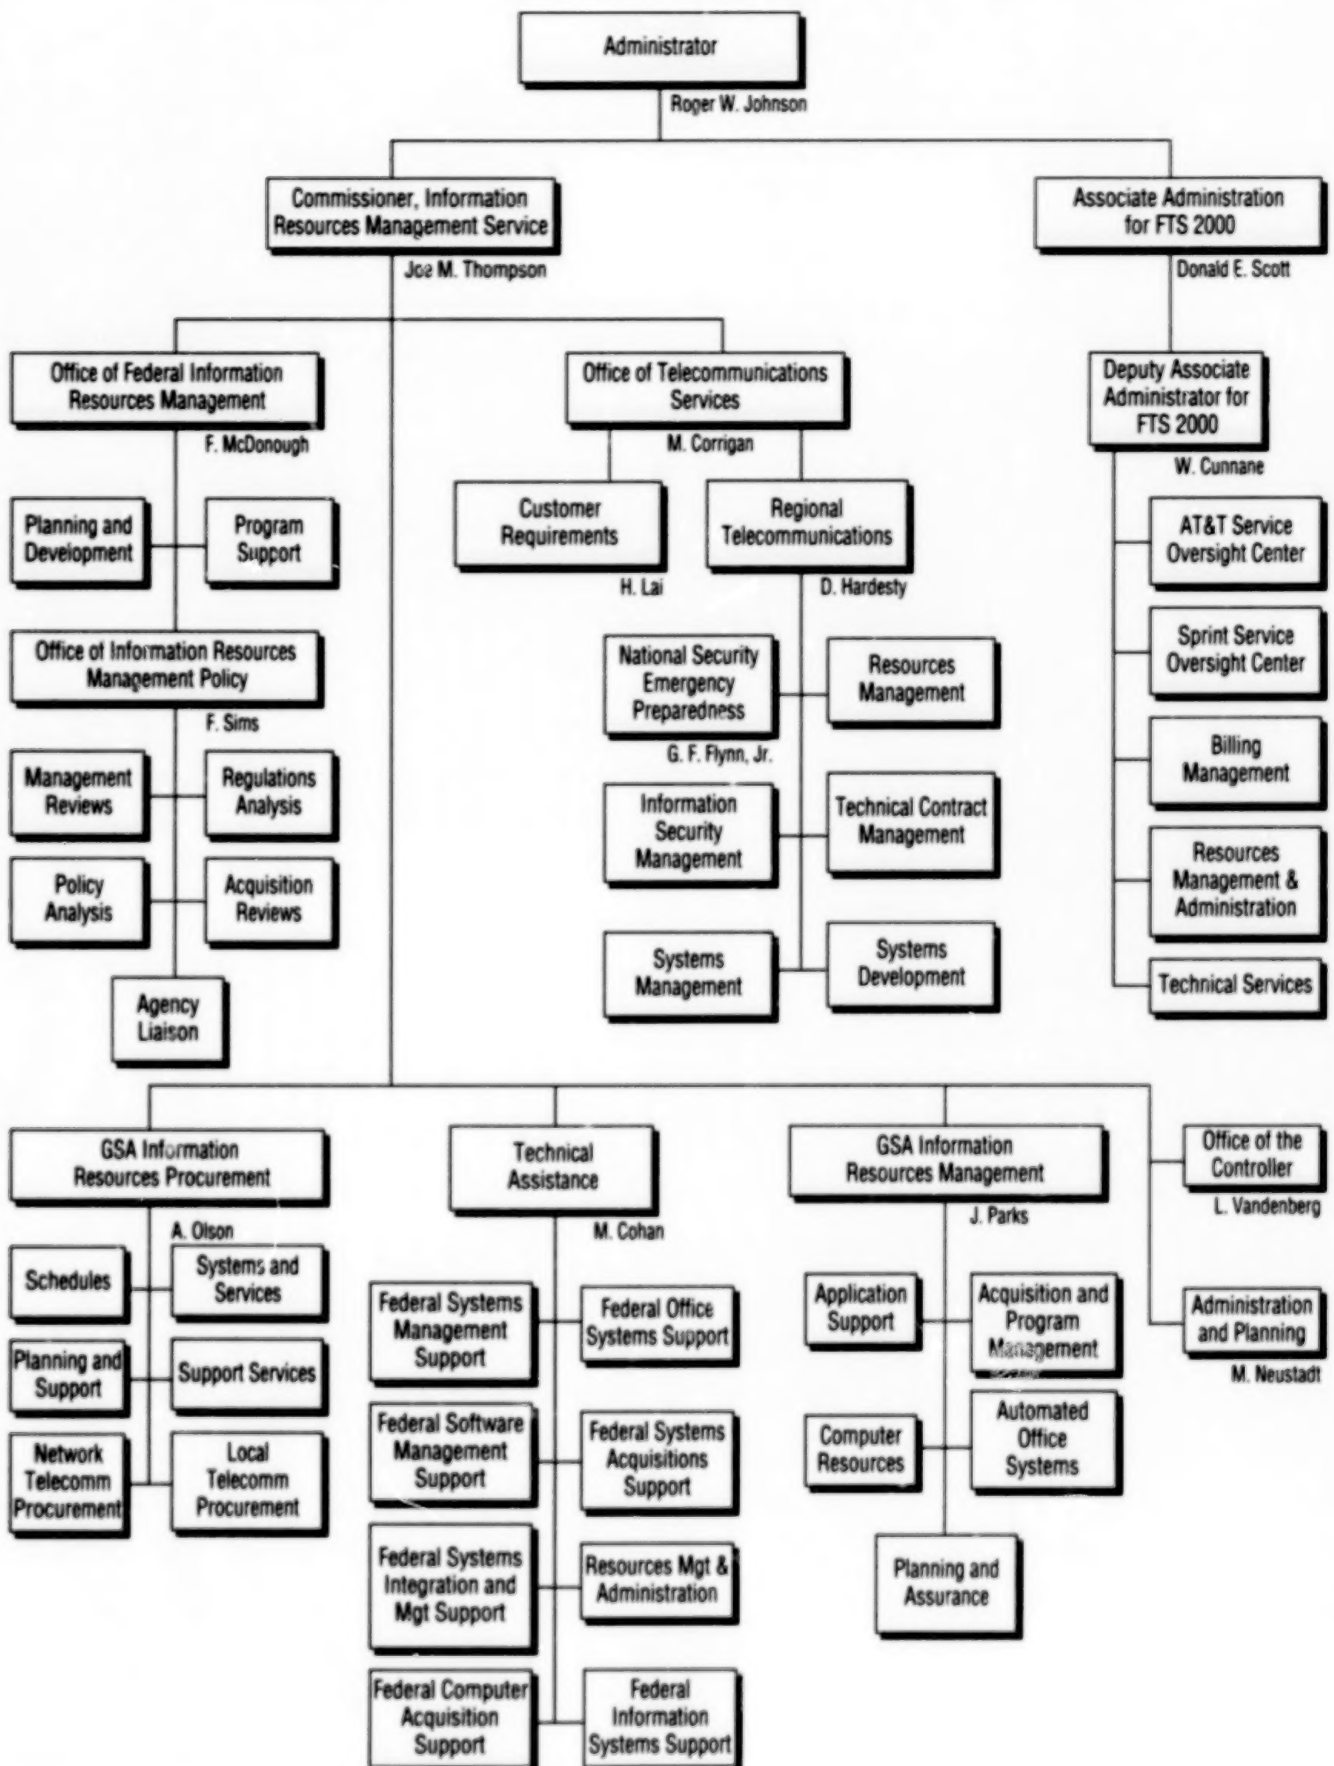 Administrator
Roger W. Johnson
Commissioner, Information
Resources Management Service
Joe M. Thompson
Associate Administration
for FTS 2000
Donald E. Scott
Office of Federal Information
Resources Management
F. McDonough
Office of Telecommunications
Services
M. Corrigan
Deputy Associate
Administrator for
FTS 2000
W. Cunnane
Planning and
Development
Program
Support
Customer
Requirements
H. Lai
Regional
Telecommunications
D. Hardesty
AT&T Service
Oversight Center
Sprint Service
Oversight Center
Billing
Management
Resources
Management &
Administration
Technical Services
Office of Information Resources
Management Policy
F. Sims
Management
Reviews
Regulations
Analysis
Policy
Analysis
Acquisition
Reviews
Agency
Liaison
National Security
Emergency
Preparedness
G. F. Flynn, Jr.
Resources
Management
Information
Security
Management
Technical Contract
Management
Systems
Management
Systems
Development
GSA Information
Resources Procurement
A. Olson
Schedules
Systems and
Services
Planning and
Support
Support Services
Network
Telecomm
Procurement
Local
Telecomm
Procurement
Technical
Assistance
M. Cohan
Federal Systems
Management
Support
Federal Office
Systems Support
Federal Software
Management
Support
Federal Systems
Acquisitions
Support
Federal Systems
Integration and
Mgt Support
Resources Mgt &
Administration
Federal Computer
Acquisition
Support
Federal
Information
Systems Support
GSA Information
Resources Management
J. Parks
Application
Support
Acquisition and
Program
Management
Computer
Resources
Automated
Office
Systems
Planning and
Assurance
Office of the
Controller
L. Vandenberg
Administration
and Planning
M. Neustadt